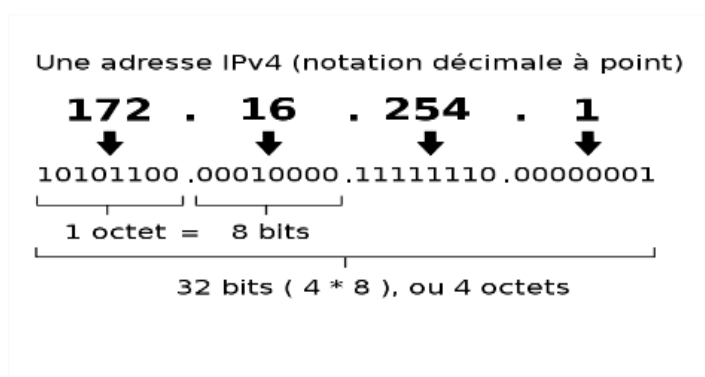 Une adresse IPv4 (notation décimale à point)
172 . 16 . 254 . 1
10101100.00010000.11111110.00000001
1 octet = 8 bits
32 bits ( 4 * 8 ), ou 4 octets